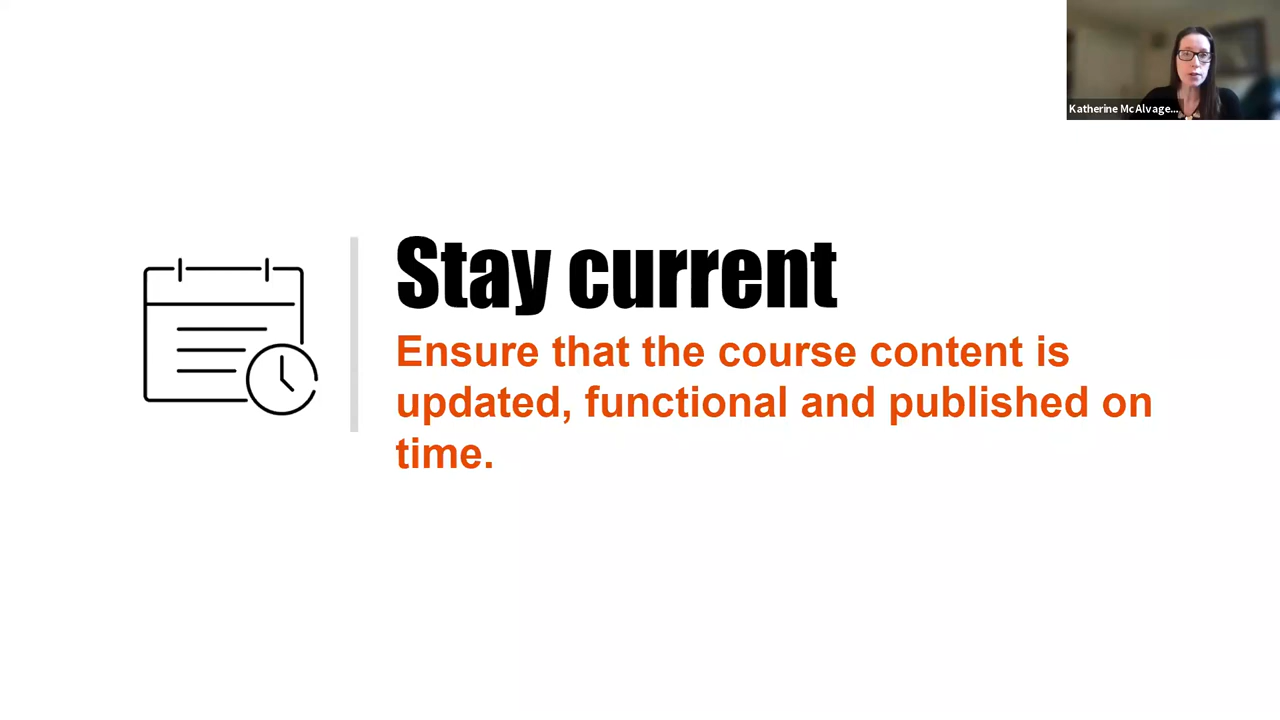 Katherine McAlvage...
Stay current
Ensure that the course content is
updated, functional and published on
time.